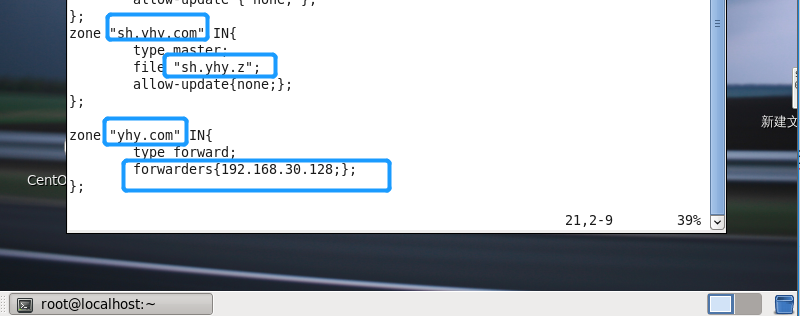 allow-update { none; };
};
zone "sh.yhy.com" IN{
type master;
file "sh.yhy.z";
allow-update{none;};
};
zone "yhy.com" IN{
type forward;
forwarders{192.168.30.128;};
};
21,2-9 39%
CentO
新建文
root@localhost:~